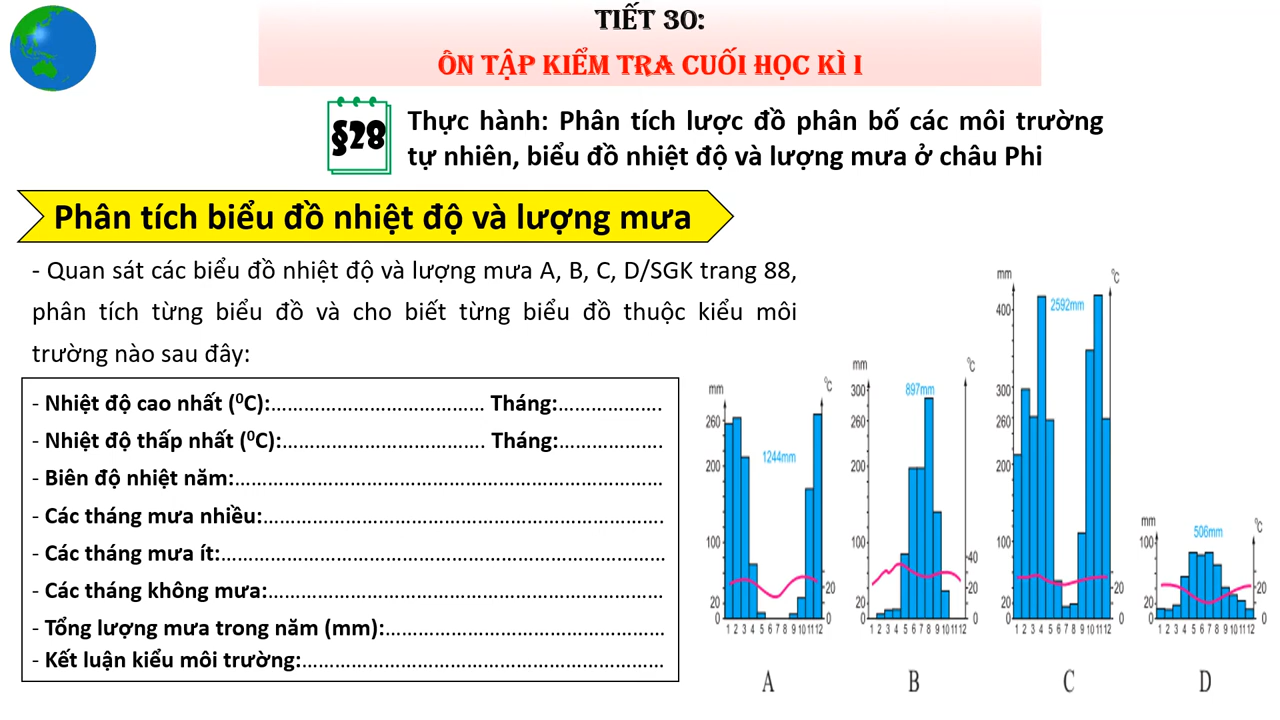 TIẾT 30:
ÔN TẬP KIỂM TRA CUỐI HỌC KÌ I
§28
Thực hành: Phân tích lược đồ phân bố các môi trường
tự nhiên, biểu đồ nhiệt độ và lượng mưa ở châu Phi
Phân tích biểu đồ nhiệt độ và lượng mưa
- Quan sát các biểu đồ nhiệt độ và lượng mưa A, B, C, D/SGK trang 88,
phân tích từng biểu đồ và cho biết từng biểu đồ thuộc kiểu môi
trường nào sau đây:
- Nhiệt độ cao nhất (⁰C):........................................ Tháng:...................
- Nhiệt độ thấp nhất (⁰C):...................................... Tháng:...................
- Biên độ nhiệt năm:................................................................................
- Các tháng mưa nhiều:...........................................................................
- Các tháng mưa ít:...................................................................................
- Các tháng không mưa:..........................................................................
- Tổng lượng mưa trong năm (mm):....................................................
- Kết luận kiểu môi trường:....................................................................
mm
⁰C
260
1244mm
200
100
20
20
0
0
1 2 3 4 5 6 7 8 9 10 11 12
A
mm
⁰C
300
897mm
200
100
40
20
20
0
0
1 2 3 4 5 6 7 8 9 10 11 12
B
mm
⁰C
400
2592mm
300
200
100
20
20
0
0
1 2 3 4 5 6 7 8 9 10 11 12
C
mm
⁰C
100
506mm
20
20
0
0
1 2 3 4 5 6 7 8 9 10 11 12
D